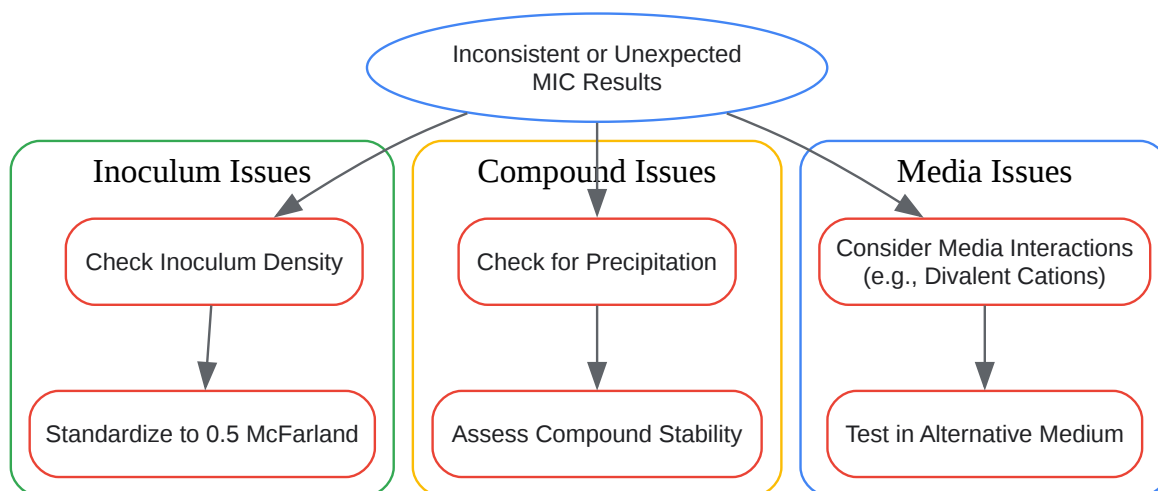 Inconsistent or Unexpected
MIC Results
Inoculum Issues
Check Inoculum Density
Standardize to 0.5 McFarland
Compound Issues
Check for Precipitation
Assess Compound Stability
Media Issues
Consider Media Interactions
(e.g., Divalent Cations)
Test in Alternative Medium